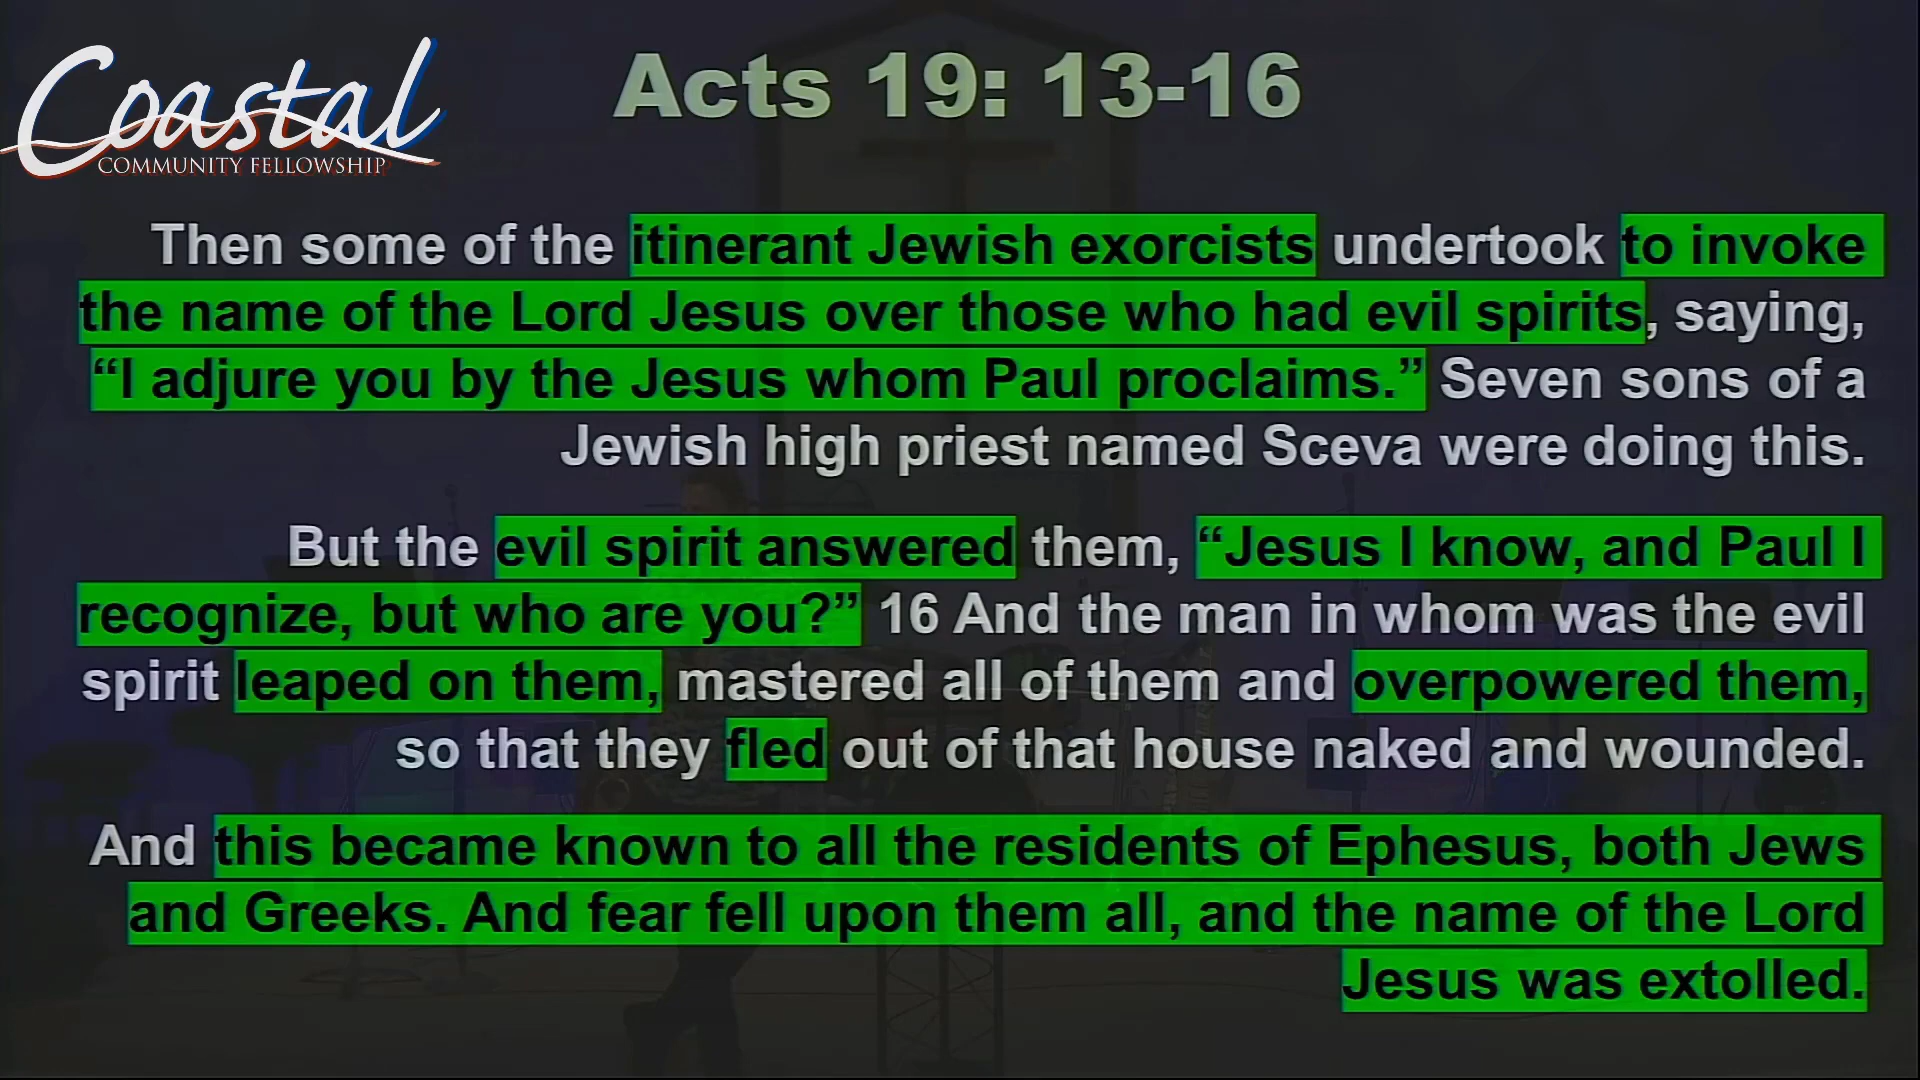 Coastal
COMMUNITY FELLOWSHIP
Acts 19: 13-16
Then some of the itinerant Jewish exorcists undertook to invoke
the name of the Lord Jesus over those who had evil spirits, saying,
“I adjure you by the Jesus whom Paul proclaims.” Seven sons of a
Jewish high priest named Sceva were doing this.
But the evil spirit answered them, “Jesus I know, and Paul I
recognize, but who are you?” 16 And the man in whom was the evil
spirit leaped on them, mastered all of them and overpowered them,
so that they fled out of that house naked and wounded.
And this became known to all the residents of Ephesus, both Jews
and Greeks. And fear fell upon them all, and the name of the Lord
Jesus was extolled.